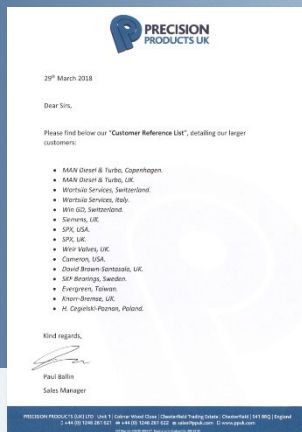 PRECISION
PRODUCTS UK
29th March 2018
Dear Sirs,
Please find below our "Customer Reference List", detailing our larger
customers:
• MAN Diesel & Turbo, Copenhagen.
• MAN Diesel & Turbo, UK.
• Wartsila Services, Switzerland.
• Wartsila Services, Italy.
• Win GD, Switzerland.
• Siemens, UK.
• SPX, USA.
• SPX, UK.
• Weir Valves, UK.
• Cameron, USA.
• David Brown-Santasalo, UK.
• SKF Bearings, Sweden.
• Evergreen, Taiwan.
• Knorr-Bremse, UK.
• H. Cegielski-Poznan, Poland.
Kind regards,
Paul Ballin
Sales Manager
PRECISION PRODUCTS (UK) LTD Unit 1 | Calmar Wood Close | Chesterfield Trading Estate | Chesterfield | S41 9BQ | England